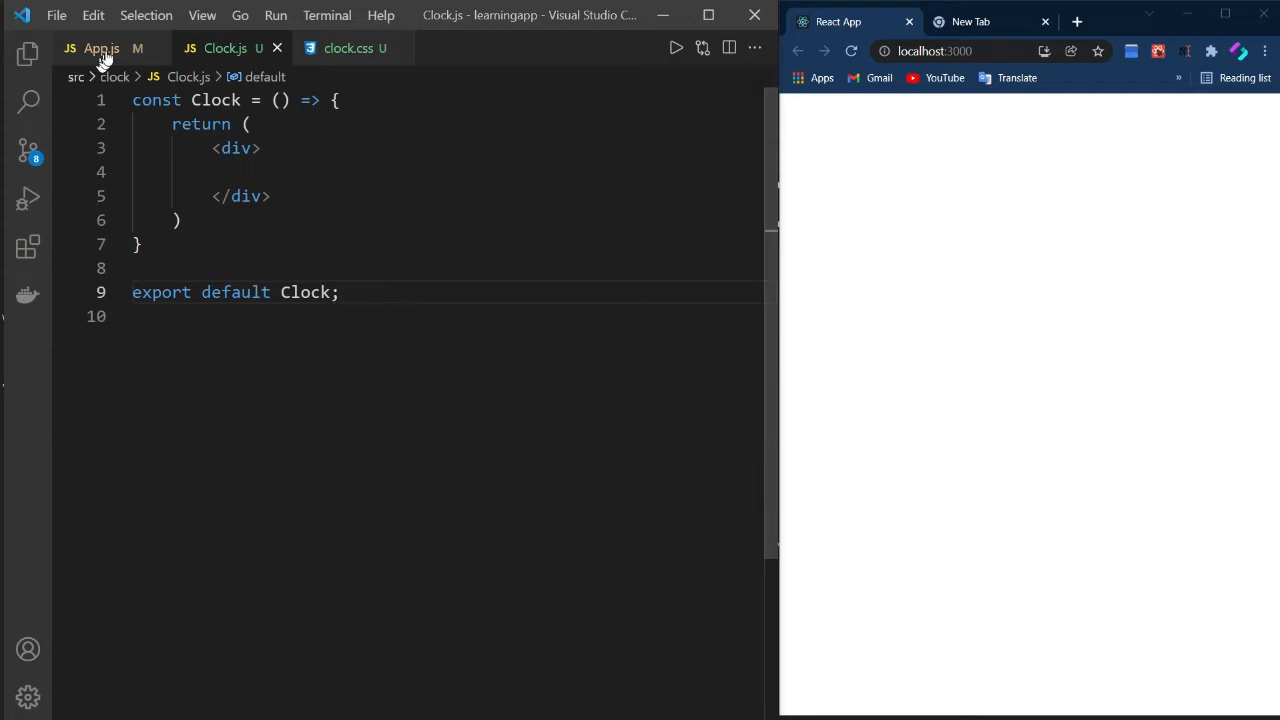 File Edit Selection View Go Run Terminal Help Clock.js - learningapp - Visual Studio C...
JS App.js M JS Clock.js U clock.css U
src > clock > JS Clock.js > default
1 const Clock = () => {
2 return (
3 <div>
4
5 </div>
6 )
7 }
8
9 export default Clock;
10
8
React App New Tab
localhost:3000
Apps Gmail YouTube Translate » Reading list